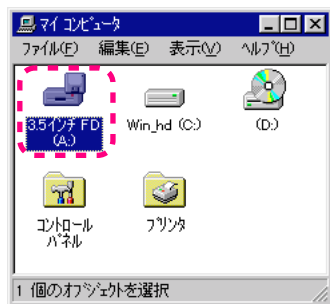 ﾏｲ ｺﾝﾋﾟｭｰﾀ
ﾌｧｲﾙ(F) 編集(E) 表示(V) ﾍﾙﾌﾟ(H)
3.5ｲﾝﾁ FD
(A:)
Win_hd (C:)
(D:)
ｺﾝﾄﾛｰﾙ
ﾊﾟﾈﾙ
ﾌﾟﾘﾝﾀ
1 個のｵﾌﾞｼﾞｪｸﾄを選択